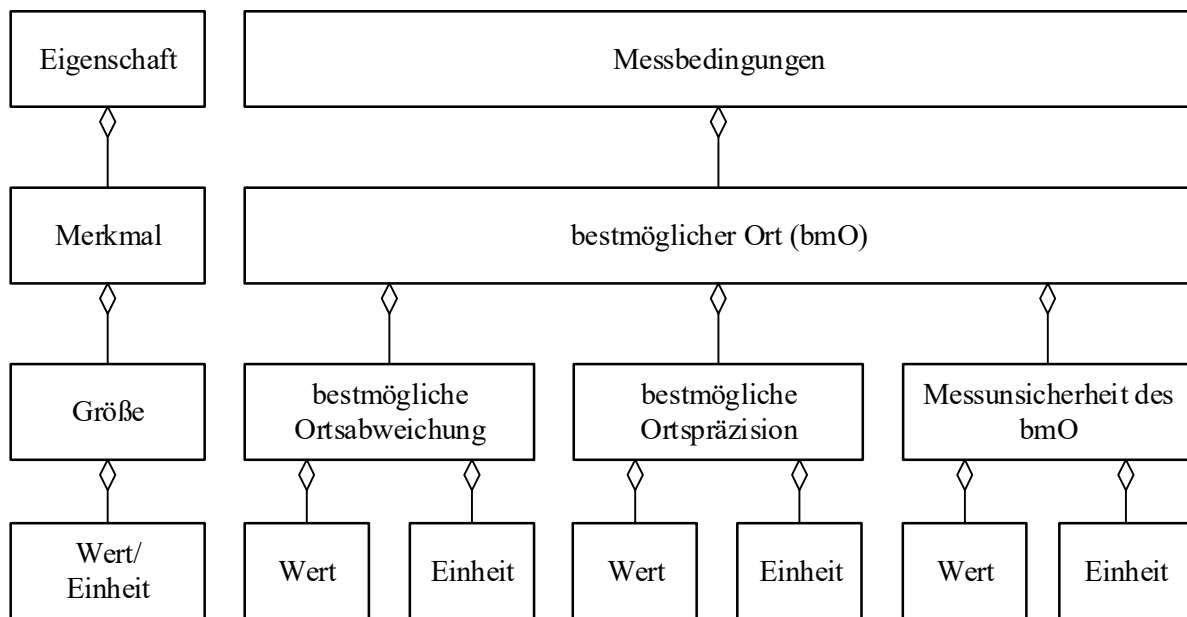 Eigenschaft
Messbedingungen
Merkmal
bestmöglicher Ort (bmO)
Größe
bestmögliche
Ortsabweichung
bestmögliche
Ortspräzision
Messunsicherheit des
bmO
Wert/
Einheit
Wert
Einheit
Wert
Einheit
Wert
Einheit